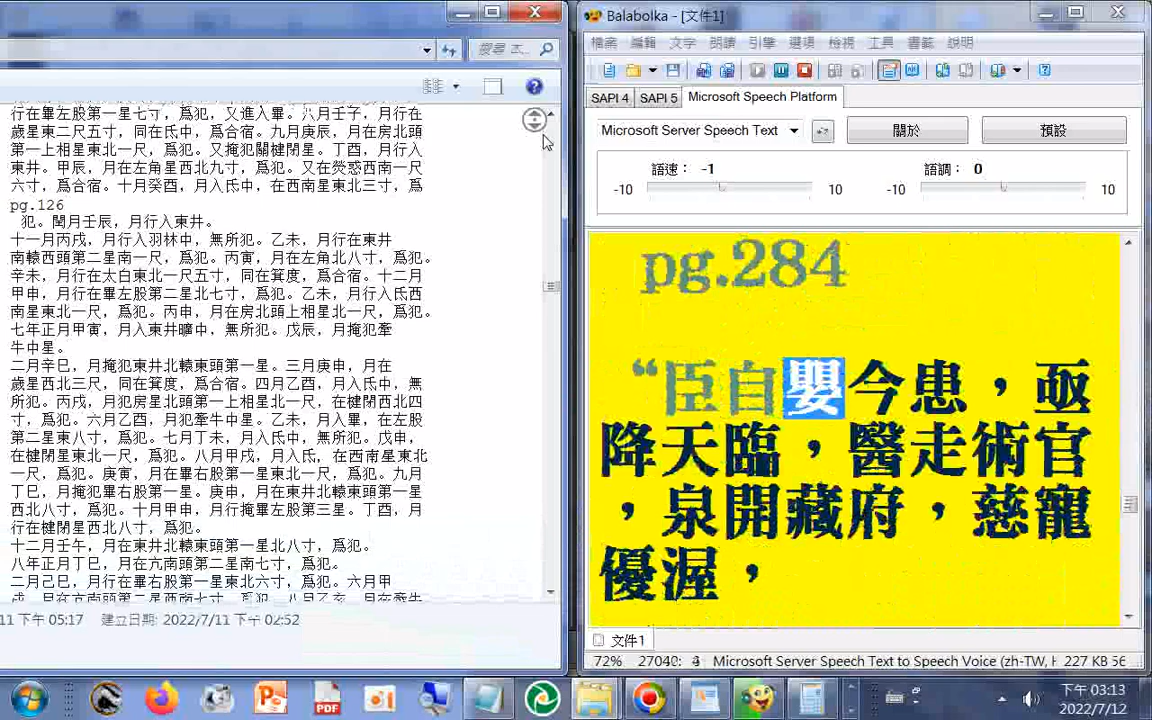 搜尋 本...
行在畢左股第一星七寸，爲犯，又進入畢。六月壬子，月行在
歲星東二尺五寸，同在氐中，爲合宿。九月庚辰，月在房北頭
第一上相星東北一尺，爲犯。又掩犯關楗閉星。丁酉，月行入
東井。甲辰，月在左角星西北九寸，爲犯。又在熒惑西南一尺
六寸，爲合宿。十月癸酉，月入氐中，在西南星東北三寸，爲
pg.126
犯。閏月壬辰，月行入東井。
十一月丙戌，月行入羽林中，無所犯。乙未，月行在東井
南轅西頭第二星南一尺，爲犯。丙寅，月在左角北八寸，爲犯。
辛未，月行在太白東北一尺五寸，同在箕度，爲合宿。十二月
甲申，月行在畢左股第二星北七寸，爲犯。乙未，月行入氐西
南星東北一尺，爲犯。丙申，月在房北頭上相星北一尺，爲犯。
七年正月甲寅，月入東井曠中，無所犯。戊辰，月掩犯牽
牛中星。
二月辛巳，月掩犯東井北轅東頭第一星。三月庚申，月在
歲星西北三尺，同在箕度，爲合宿。四月乙酉，月入氐中，無
所犯。丙戌，月犯房星北頭第一上相星北一尺，在楗閉西北四
寸，爲犯。六月乙酉，月犯牽牛中星。乙未，月入畢，在左股
第二星東八寸，爲犯。七月丁未，月入氐中，無所犯。戊申，
在楗閉星東北一尺，爲犯。八月甲戌，月入氐，在西南星東北
一尺，爲犯。庚寅，月在畢右股第一星東北一尺，爲犯。九月
丁巳，月掩犯畢右股第一星。庚申，月在東井北轅東頭第一星
西北八寸，爲犯。十月甲申，月行掩畢左股第三星。丁酉，月
行在楗閉星西北八寸，爲犯。
十二月壬午，月在東井北轅東頭第一星北八寸，爲犯。
八年正月丁巳，月在亢南頭第二星南七寸，爲犯。
二月己巳，月行在畢右股第一星東北六寸，爲犯。六月甲
戌，月在亢南頭第二星西南七寸，爲犯。八月乙亥，月在牽牛
11 下午 05:17 建立日期: 2022/7/11 下午 02:52
Balabolka - [文件1]
檔案 編輯 文字 朗讀 引擎 選項 檢視 工具 書籤 說明
SAPI 4 SAPI 5 Microsoft Speech Platform
Microsoft Server Speech Text 關於 預設
語速： -1 語調： 0
-10 10 -10 10
pg.284
“臣自嬰今患，亟
降天臨，醫走術官
，泉開藏府，慈寵
優渥，
文件1
72% 27040: Microsoft Server Speech Text to Speech Voice (zh-TW, H 227 KB 56
PDF
下午 03:13
2022/7/12